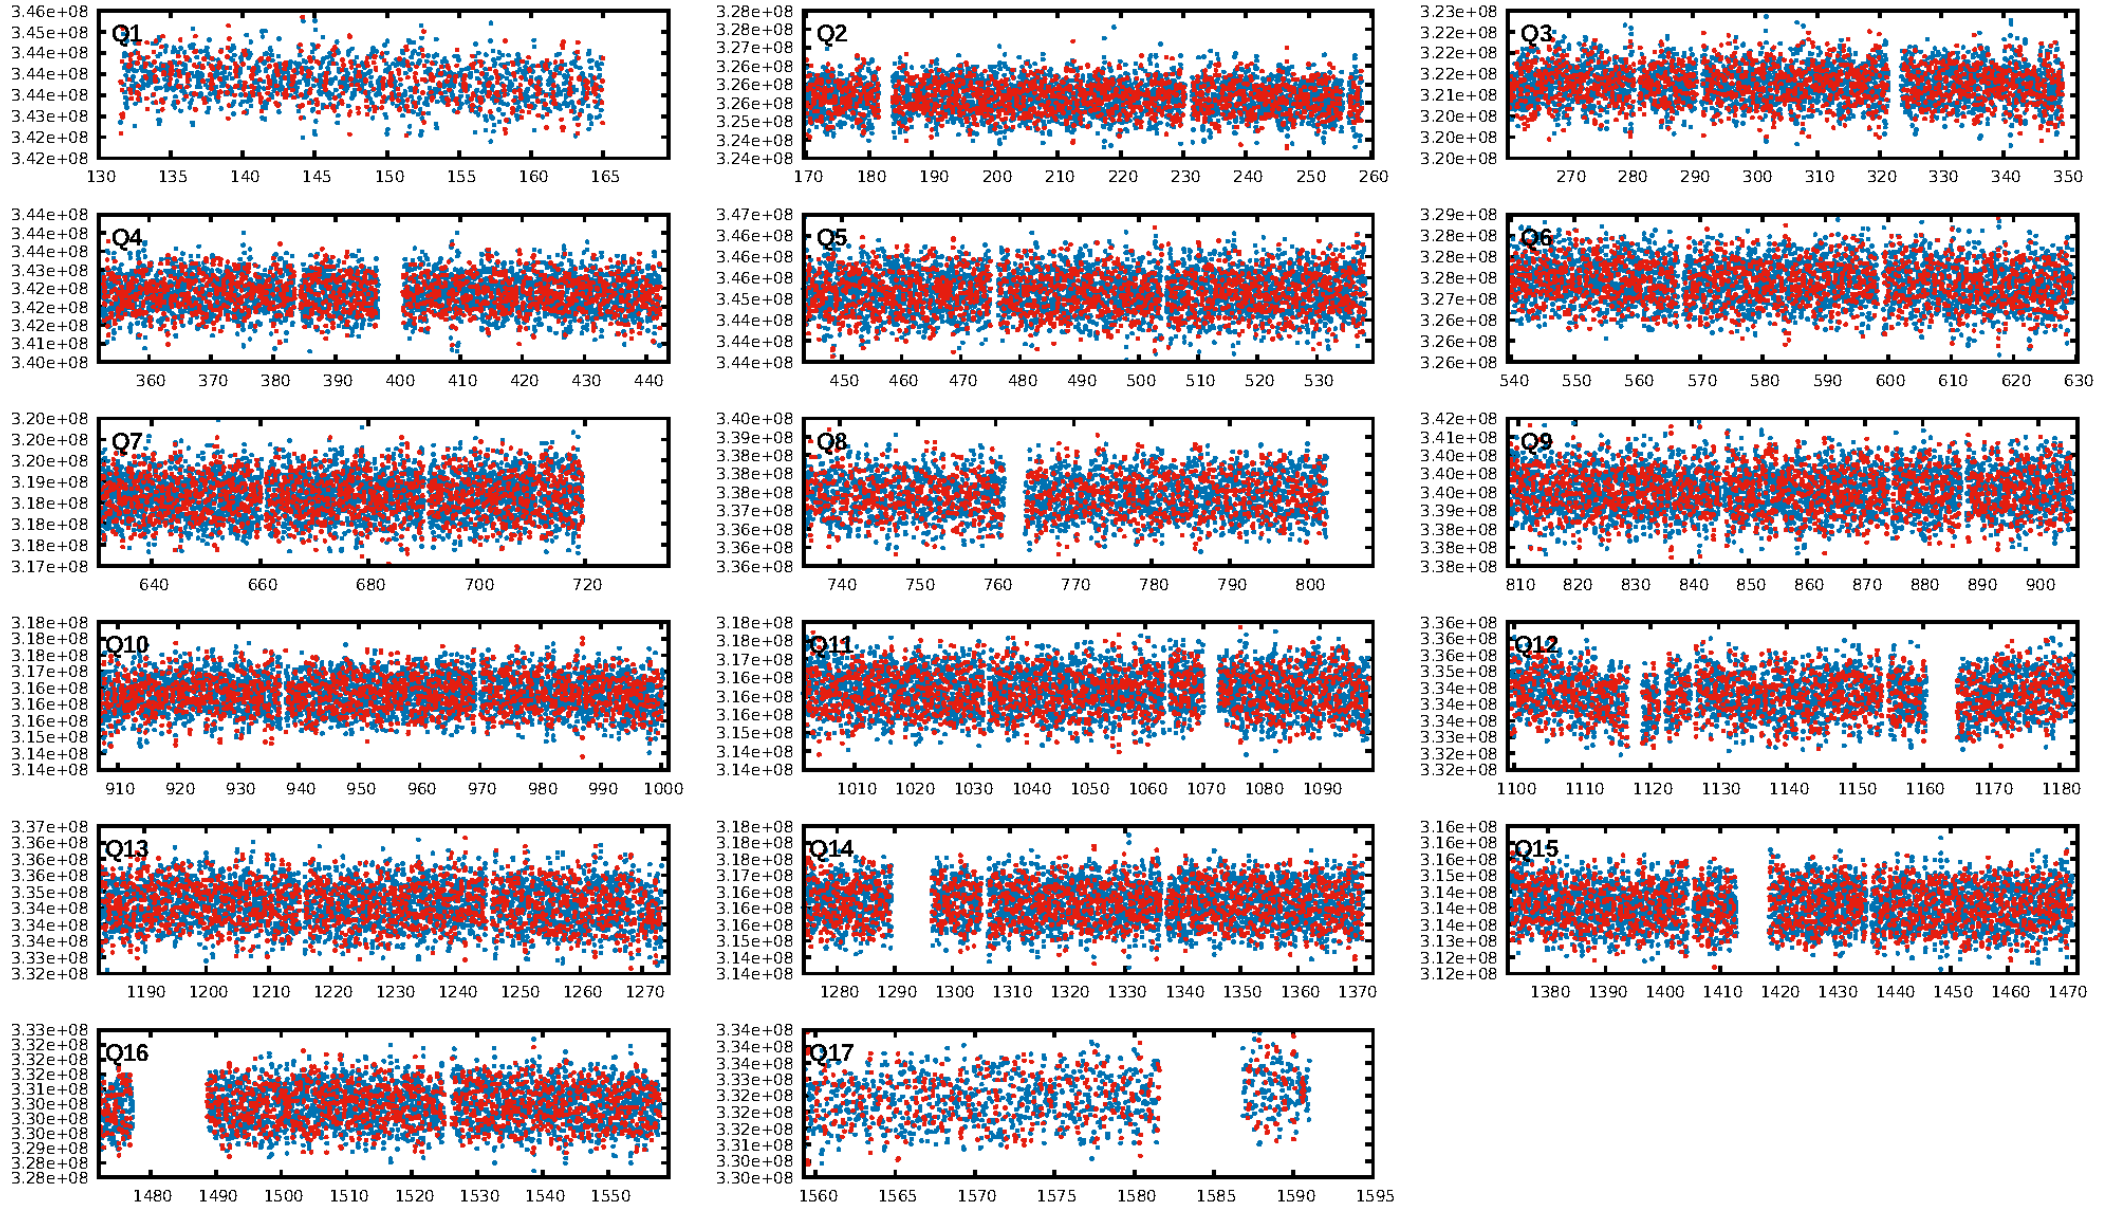 3.46e+08 3.45e+08 3.44e+08 3.44e+08 3.44e+08 3.43e+08 3.42e+08 3.42e+08
Q1
130 135 140 145 150 155 160 165
3.28e+08 3.28e+08 3.27e+08 3.26e+08 3.26e+08 3.25e+08 3.24e+08 3.24e+08 3.24e+08
Q2
170 180 190 200 210 220 230 240 250 260
3.23e+08 3.22e+08 3.22e+08 3.22e+08 3.21e+08 3.20e+08 3.20e+08 3.20e+08
Q3
270 280 290 300 310 320 330 340 350
3.44e+08 3.44e+08 3.44e+08 3.43e+08 3.42e+08 3.42e+08 3.42e+08 3.41e+08 3.40e+08
Q4
360 370 380 390 400 410 420 430 440
3.47e+08 3.46e+08 3.46e+08 3.46e+08 3.45e+08 3.44e+08 3.44e+08 3.44e+08
Q5
450 460 470 480 490 500 510 520 530
3.29e+08 3.28e+08 3.28e+08 3.28e+08 3.27e+08 3.26e+08 3.26e+08 3.26e+08
Q6
540 550 560 570 580 590 600 610 620 630
3.20e+08 3.20e+08 3.20e+08 3.19e+08 3.18e+08 3.18e+08 3.18e+08 3.17e+08
Q7
640 660 680 700 720
3.40e+08 3.39e+08 3.38e+08 3.38e+08 3.38e+08 3.37e+08 3.36e+08 3.36e+08 3.36e+08
Q8
740 750 760 770 780 790 800
3.42e+08 3.41e+08 3.40e+08 3.40e+08 3.40e+08 3.39e+08 3.38e+08 3.38e+08 3.38e+08
Q9
810 820 830 840 850 860 870 880 890 900
3.18e+08 3.18e+08 3.18e+08 3.17e+08 3.16e+08 3.16e+08 3.16e+08 3.15e+08 3.14e+08 3.14e+08
Q10
910 920 930 940 950 960 970 980 990 1000
3.18e+08 3.18e+08 3.17e+08 3.16e+08 3.16e+08 3.16e+08 3.15e+08 3.14e+08 3.14e+08
Q11
1010 1020 1030 1040 1050 1060 1070 1080 1090
3.36e+08 3.36e+08 3.36e+08 3.35e+08 3.34e+08 3.34e+08 3.34e+08 3.33e+08 3.32e+08 3.32e+08
Q12
1100 1110 1120 1130 1140 1150 1160 1170 1180
3.37e+08 3.36e+08 3.36e+08 3.36e+08 3.35e+08 3.34e+08 3.34e+08 3.34e+08 3.33e+08 3.32e+08
Q13
1190 1200 1210 1220 1230 1240 1250 1260 1270
3.18e+08 3.18e+08 3.18e+08 3.17e+08 3.16e+08 3.16e+08 3.16e+08 3.15e+08 3.14e+08 3.14e+08
Q14
1280 1290 1300 1310 1320 1330 1340 1350 1360 1370
3.16e+08 3.16e+08 3.16e+08 3.15e+08 3.14e+08 3.14e+08 3.14e+08 3.13e+08 3.12e+08 3.12e+08
Q15
1380 1390 1400 1410 1420 1430 1440 1450 1460 1470
3.33e+08 3.32e+08 3.32e+08 3.32e+08 3.31e+08 3.30e+08 3.30e+08 3.30e+08 3.29e+08 3.28e+08 3.28e+08
Q16
1480 1490 1500 1510 1520 1530 1540 1550
3.34e+08 3.34e+08 3.34e+08 3.33e+08 3.32e+08 3.32e+08 3.32e+08 3.31e+08 3.30e+08 3.30e+08
Q17
1560 1565 1570 1575 1580 1585 1590 1595